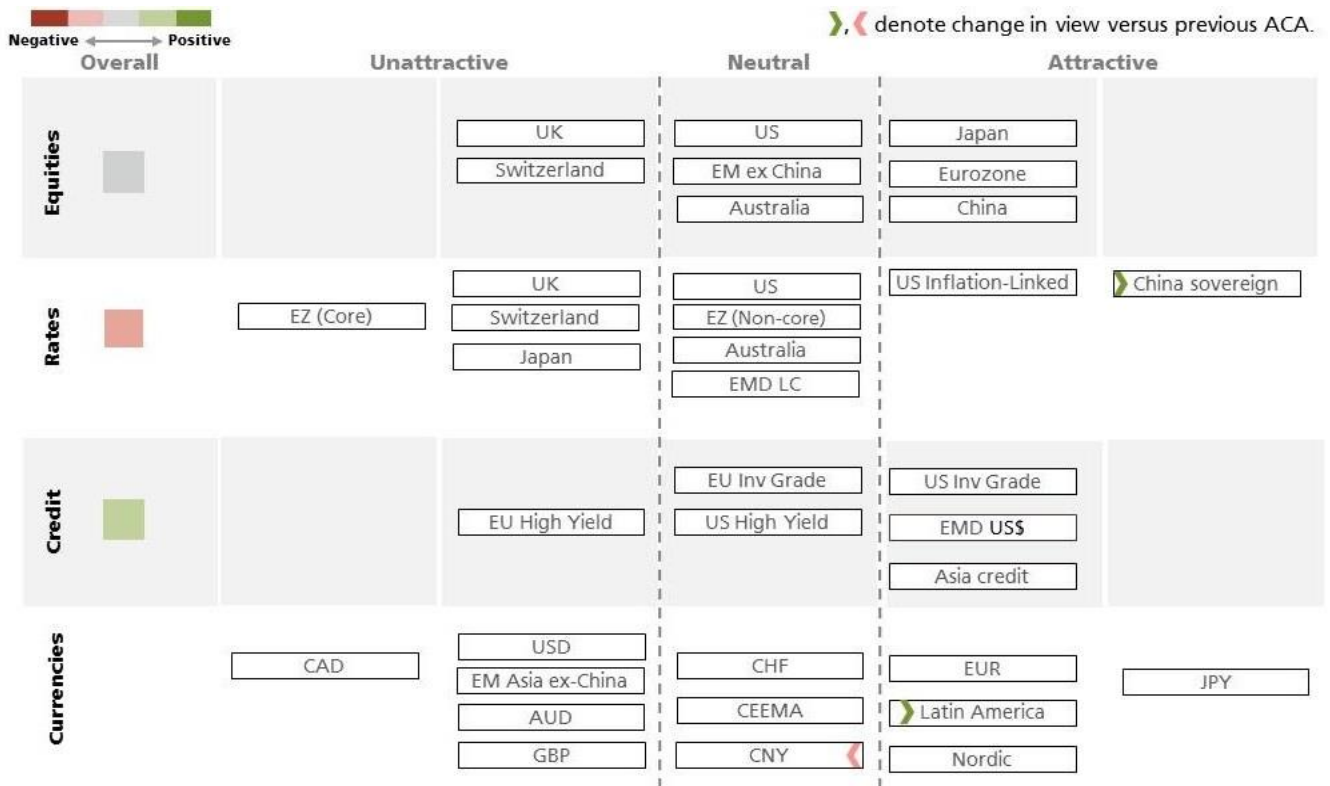 Negative Positive
, denote change in view versus previous ACA.
Overall Unattractive Neutral Attractive
Equities
UK US Japan
Switzerland EM ex China Eurozone
Australia China
Rates
UK US US Inflation-Linked China sovereign
EZ (Core) Switzerland EZ (Non-core)
Japan Australia
EMD LC
Credit
EU Inv Grade US Inv Grade
EU High Yield US High Yield EMD US$
Asia credit
Currencies
CAD USD CHF EUR JPY
EM Asia ex-China
AUD CEEMA Latin America
GBP CNY Nordic